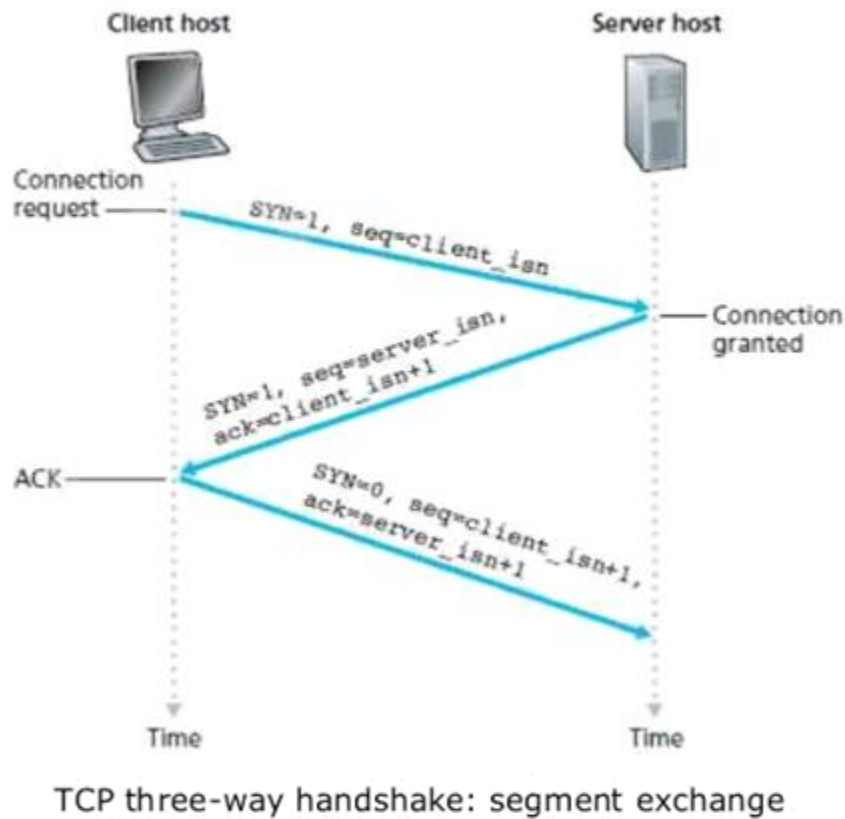 Client host
Server host
Connection
request
SYN=1, seq=client_isn
Connection
granted
SYN=1, seq=server_isn,
ack=client_isn+1
ACK
SYN=0, seq=client_isn+1,
ack=server_isn+1
Time
Time
TCP three-way handshake: segment exchange